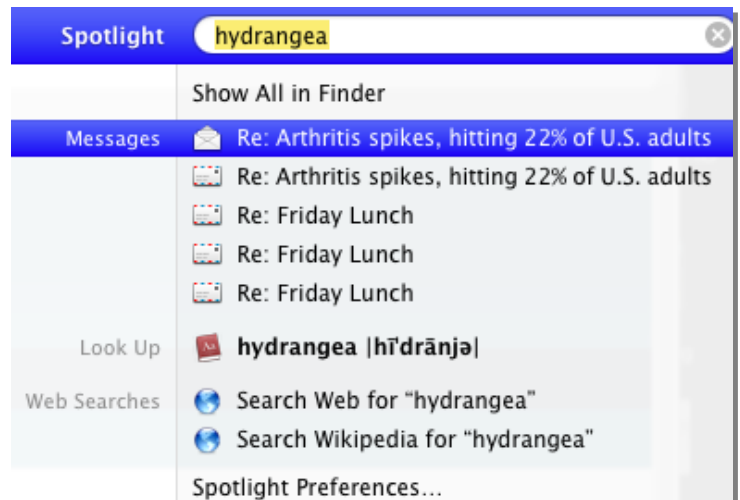 Spotlight hydrangea
Show All in Finder
Messages Re: Arthritis spikes, hitting 22% of U.S. adults
Re: Arthritis spikes, hitting 22% of U.S. adults
Re: Friday Lunch
Re: Friday Lunch
Re: Friday Lunch
Look Up hydrangea |hīˈdrānjə|
Web Searches Search Web for “hydrangea”
Search Wikipedia for “hydrangea”
Spotlight Preferences...